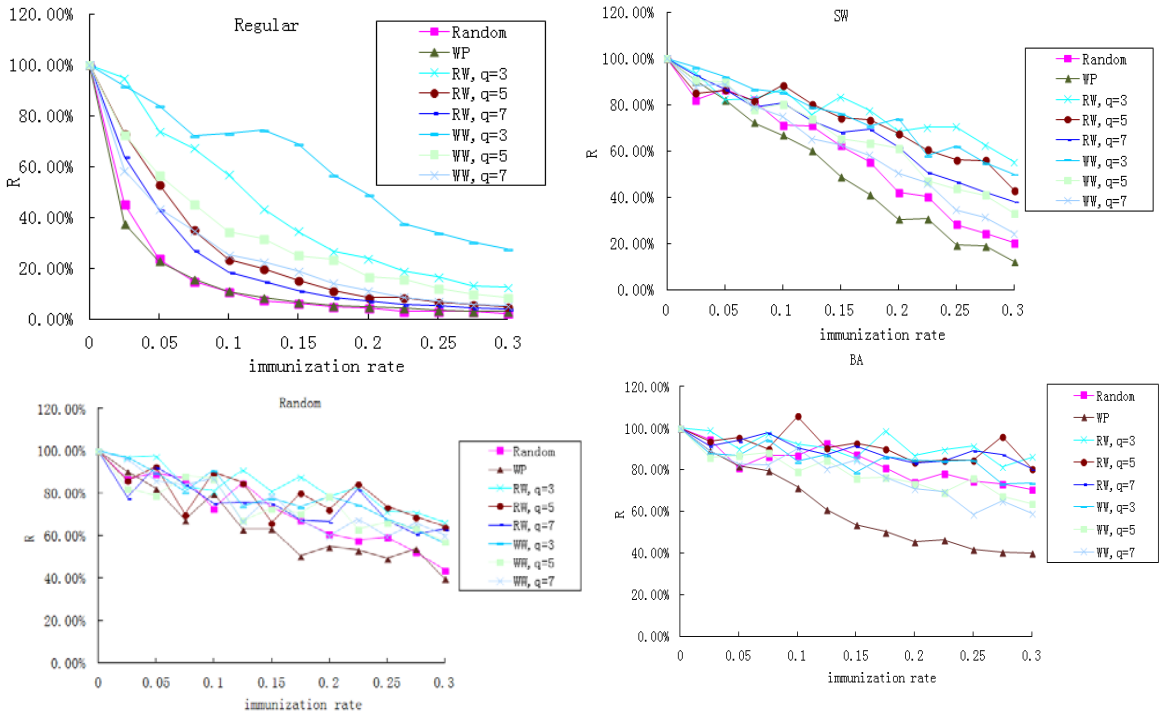 Regular
120.00%
100.00%
80.00%
60.00%
40.00%
20.00%
0.00%
R
0 0.05 0.1 0.15 0.2 0.25 0.3
immunization rate
Random
WP
RW, q=3
RW, q=5
RW, q=7
WW, q=3
WW, q=5
WW, q=7
SW
120.00%
100.00%
80.00%
60.00%
40.00%
20.00%
0.00%
R
0 0.05 0.1 0.15 0.2 0.25 0.3
immunization rate
Random
WP
RW, q=3
RW, q=5
RW, q=7
WW, q=3
WW, q=5
WW, q=7
Random
120.00%
100.00%
80.00%
60.00%
40.00%
20.00%
0.00%
R
0 0.05 0.1 0.15 0.2 0.25 0.3
immunization rate
Random
WP
RW, q=3
RW, q=5
RW, q=7
WW, q=3
WW, q=5
WW, q=7
BA
120.00%
100.00%
80.00%
60.00%
40.00%
20.00%
0.00%
R
0 0.05 0.1 0.15 0.2 0.25 0.3
immunization rate
Random
WP
RW, q=3
RW, q=5
RW, q=7
WW, q=3
WW, q=5
WW, q=7